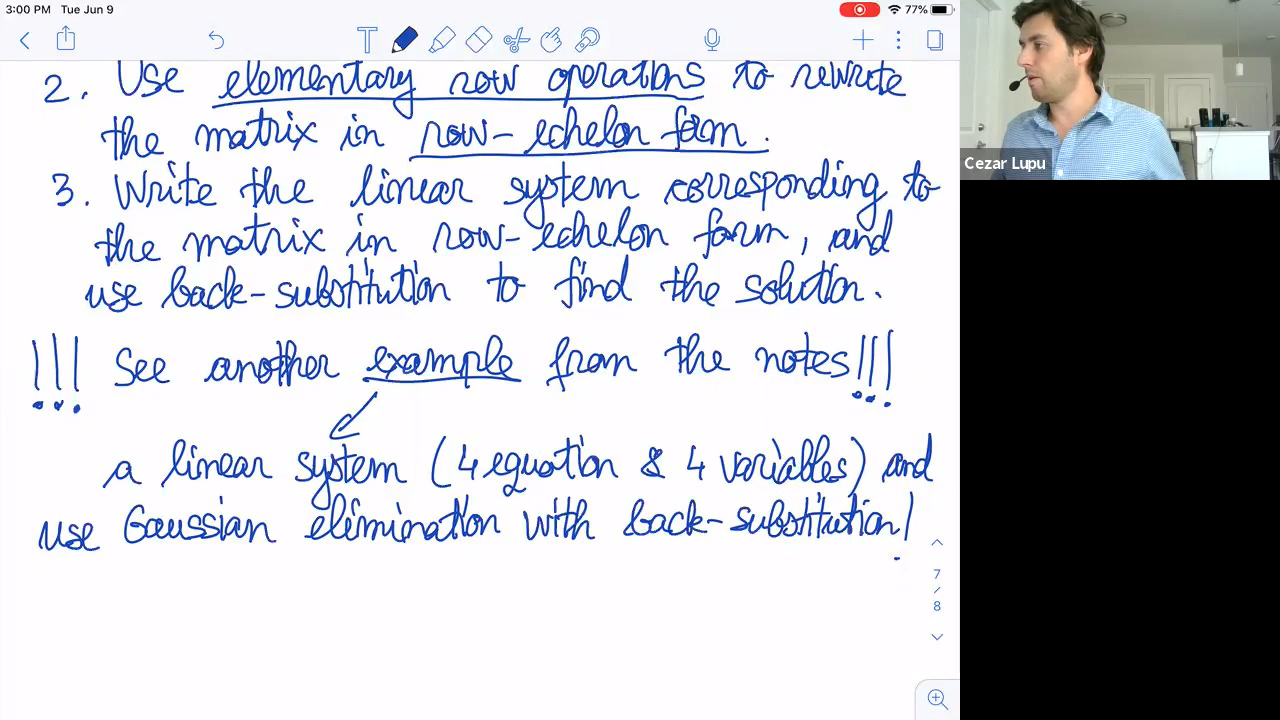 3:00 PM Tue Jun 9
77%
2. Use elementary row operations to rewrite
the matrix in row-echelon form.
3. Write the linear system corresponding to
the matrix in row-echelon form, and
use back-substitution to find the solution.
!!! See another example from the notes!!!
a linear system (4 equation & 4 variables) and
use Gaussian elimination with back-substitution!
7
/
8
Cezar Lupu